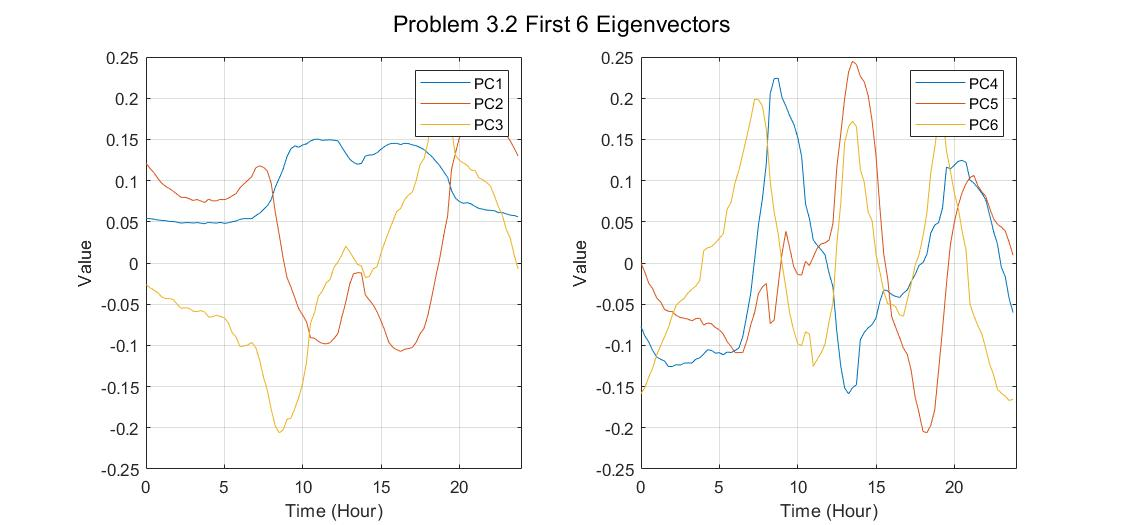 Problem 3.2 First 6 Eigenvectors
0.25
0.2
0.15
0.1
0.05
0
-0.05
-0.1
-0.15
-0.2
-0.25
Value
0 5 10 15 20
Time (Hour)
PC1
PC2
PC3
0.25
0.2
0.15
0.1
0.05
0
-0.05
-0.1
-0.15
-0.2
-0.25
Value
0 5 10 15 20
Time (Hour)
PC4
PC5
PC6